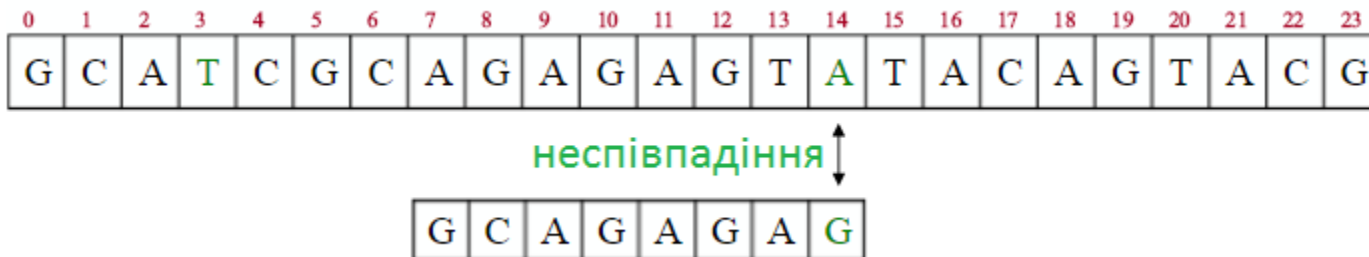 0 1 2 3 4 5 6 7 8 9 10 11 12 13 14 15 16 17 18 19 20 21 22 23
G C A T C G C A G A G A G T A T A C A G T A C G
неспівпадіння
G C A G A G A G